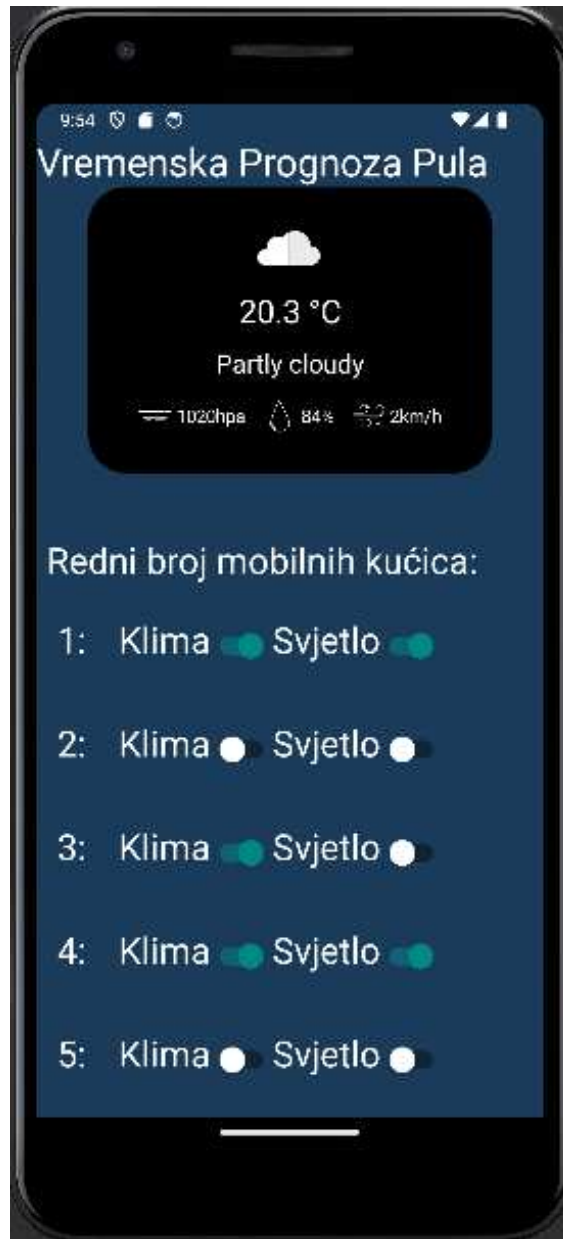 9:54
Vremenska Prognoza Pula
20.3 °C
Partly cloudy
1020hpa 84% 2km/h
Redni broj mobilnih kućica:
1: Klima Svjetlo
2: Klima Svjetlo
3: Klima Svjetlo
4: Klima Svjetlo
5: Klima Svjetlo